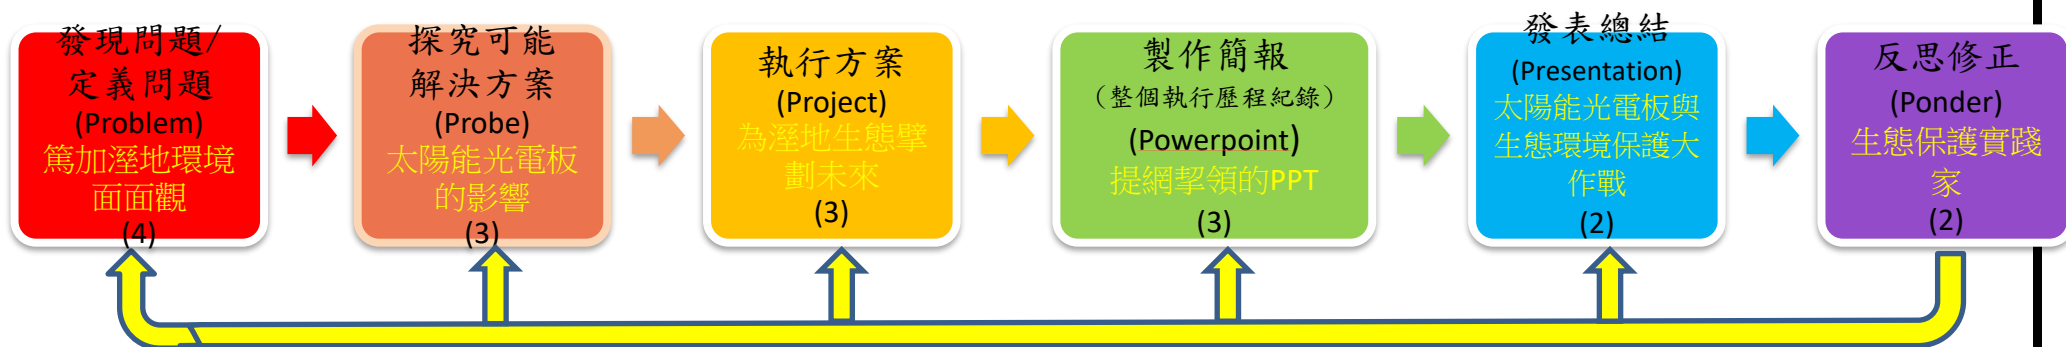 發現問題/
定義問題
(Problem)
篤加溼地環境
面面觀
(4)
探究可能
解決方案
(Probe)
太陽能光電板
的影響
(3)
執行方案
(Project)
為溼地生態擘
劃未來
(3)
製作簡報
（整個執行歷程紀錄）
(Powerpoint)
提網挈領的PPT
(3)
發表總結
(Presentation)
太陽能光電板與
生態環境保護大
作戰
(2)
反思修正
(Ponder)
生態保護實踐
家
(2)